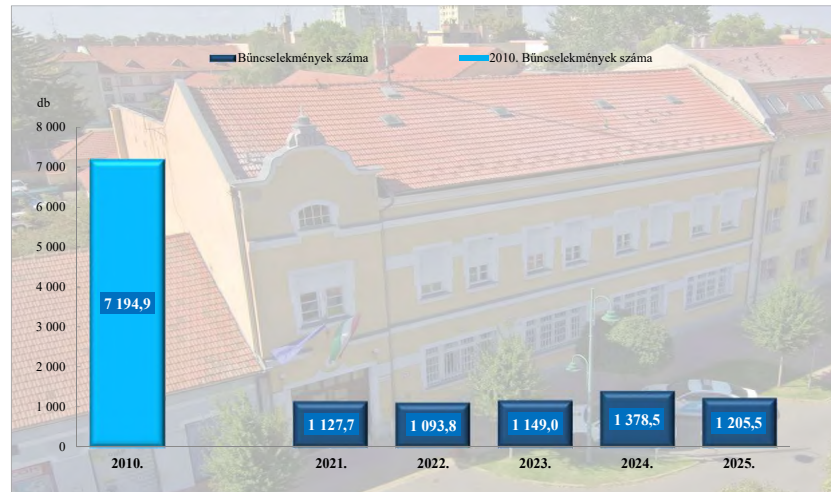 Bűncselekmények száma 2010. Bűncselekmények száma
db
8 000
7 000
6 000
5 000
4 000
3 000
2 000
1 000
0
7 194,9
1 127,7 1 093,8 1 149,0 1 378,5 1 205,5
2010. 2021. 2022. 2023. 2024. 2025.